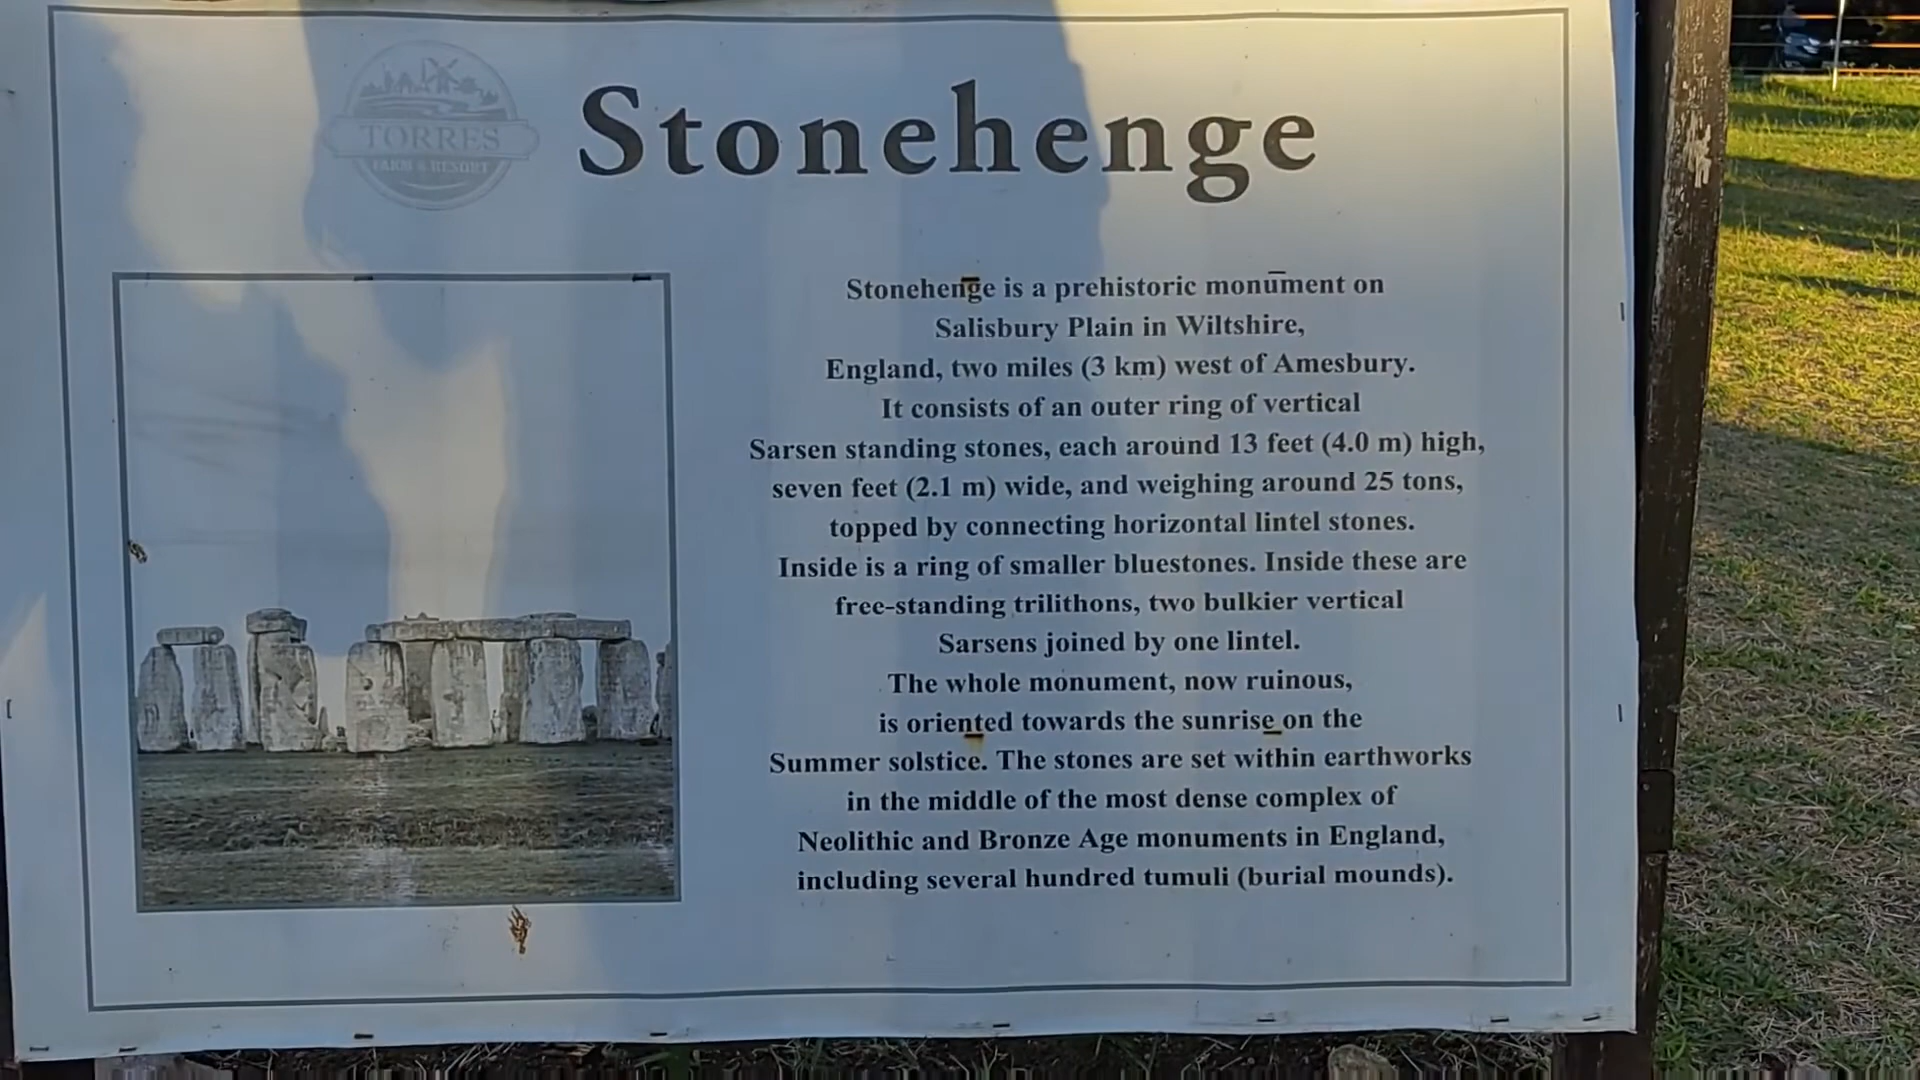 TORRES
FARM & RESORT
Stonehenge
Stonehenge is a prehistoric monument on
Salisbury Plain in Wiltshire,
England, two miles (3 km) west of Amesbury.
It consists of an outer ring of vertical
Sarsen standing stones, each around 13 feet (4.0 m) high,
seven feet (2.1 m) wide, and weighing around 25 tons,
topped by connecting horizontal lintel stones.
Inside is a ring of smaller bluestones. Inside these are
free-standing trilithons, two bulkier vertical
Sarsens joined by one lintel.
The whole monument, now ruinous,
is oriented towards the sunrise on the
Summer solstice. The stones are set within earthworks
in the middle of the most dense complex of
Neolithic and Bronze Age monuments in England,
including several hundred tumuli (burial mounds).